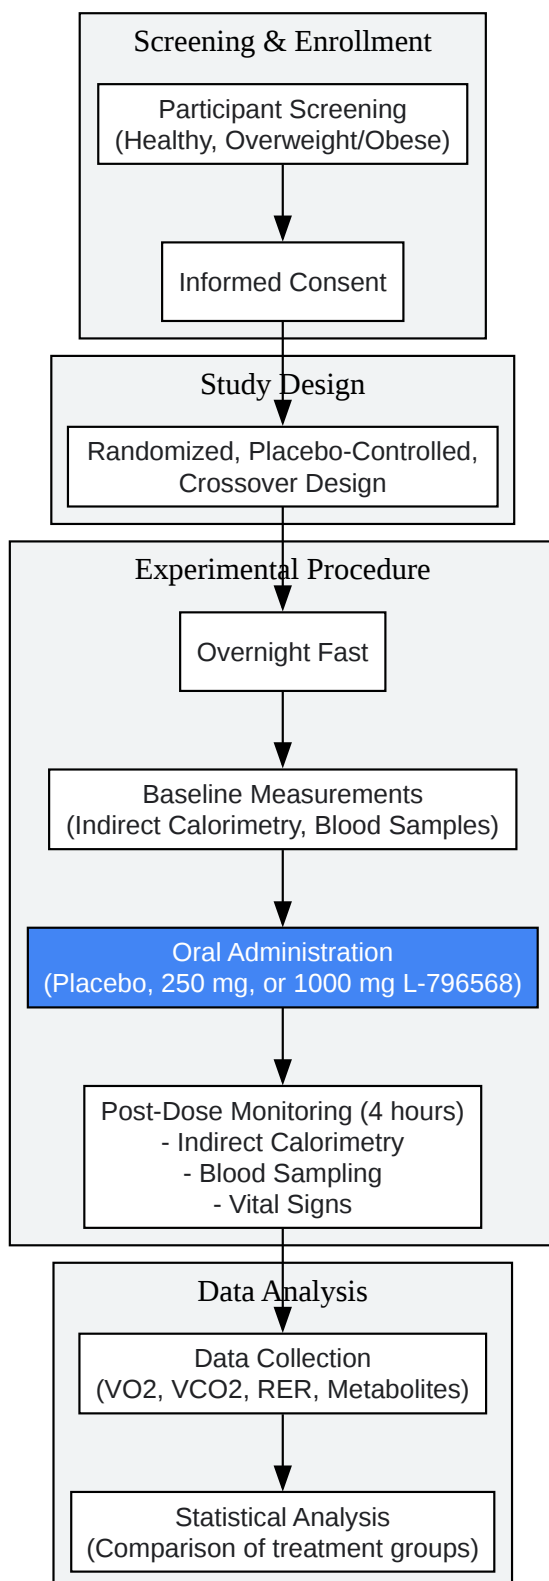 Screening & Enrollment
Participant Screening
(Healthy, Overweight/Obese)
Informed Consent
Study Design
Randomized, Placebo-Controlled,
Crossover Design
Experimental Procedure
Overnight Fast
Baseline Measurements
(Indirect Calorimetry, Blood Samples)
Oral Administration
(Placebo, 250 mg, or 1000 mg L-796568)
Post-Dose Monitoring (4 hours)
- Indirect Calorimetry
- Blood Sampling
- Vital Signs
Data Analysis
Data Collection
(VO2, VCO2, RER, Metabolites)
Statistical Analysis
(Comparison of treatment groups)